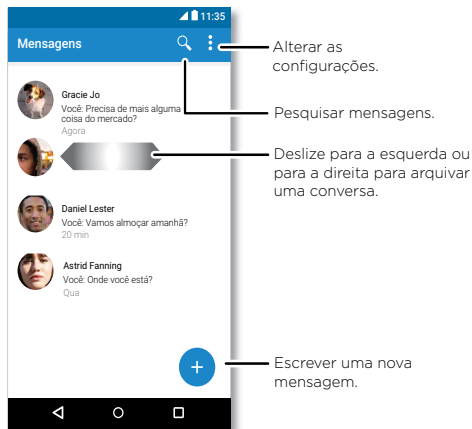 11:35
Mensagens
Alterar as
configurações.
Gracie Jo
Você: Precisa de mais alguma
coisa do mercado?
Agora
Pesquisar mensagens.
Deslize para a esquerda ou
para a direita para arquivar
uma conversa.
Daniel Lester
Você: Vamos almoçar amanhã?
20 min
Astrid Fanning
Você: Onde você está?
Qua
Escrever uma nova
mensagem.